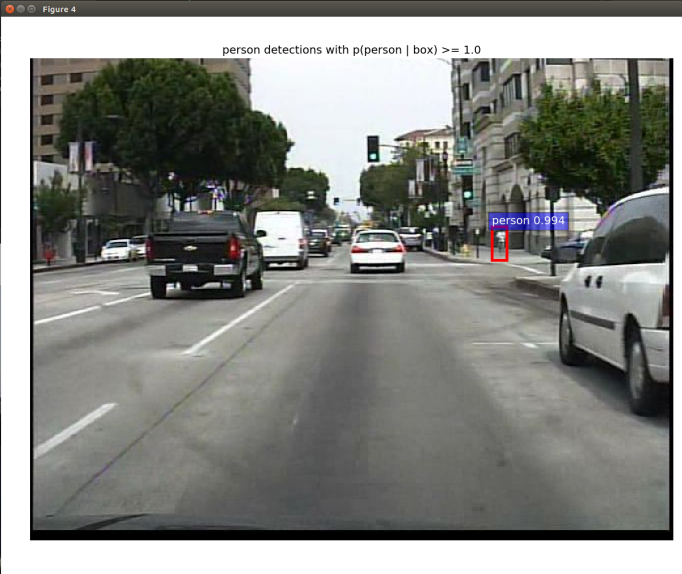 Figure 4
person detections with p(person | box) >= 1.0
person 0.994